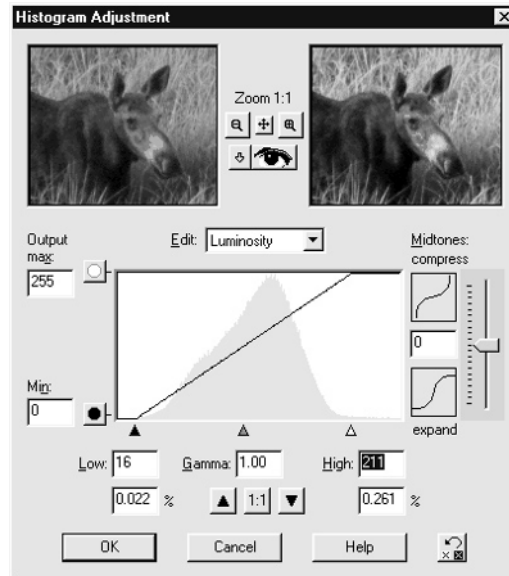 Histogram Adjustment
Zoom 1:1
Output max:
255
Edit: Luminosity
Midtones:
compress
0
Min:
0
expand
Low: 16
Gamma: 1.00
High: 211
0.022 %
1:1
0.261 %
OK
Cancel
Help